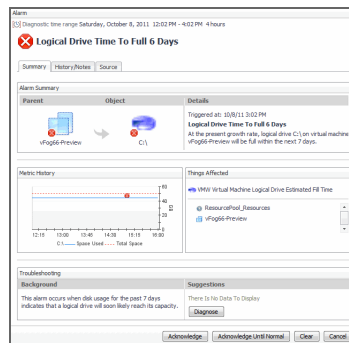 Alarm
Diagnostic time range Saturday, October 8, 2011 12:02 PM - 4:02 PM 4 hours
Logical Drive Time To Full 6 Days
Summary History/Notes Source
Alarm Summary
Parent Object Details
vFog66-Preview
C:\
Triggered at: 10/8/11 3:02 PM
Logical Drive Time To Full 6 Days
At the present growth rate, logical drive C:\ on virtual machine
vFog66-Preview will be full within the next 7 days.
Metric History
60
40
20
0
GB
12:15 13:00 13:45 14:30 15:15 16:00
C:\ Space Used Total Space
Things Affected
VMW Virtual Machine Logical Drive Estimated Fill Time
ResourcePool_Resources
vFog66-Preview
Troubleshooting
Background
This alarm occurs when disk usage for the past 7 days
indicates that a logical drive will soon likely reach its capacity.
Suggestions
There Is No Data To Display
Diagnose
Acknowledge Acknowledge Until Normal Clear Cancel